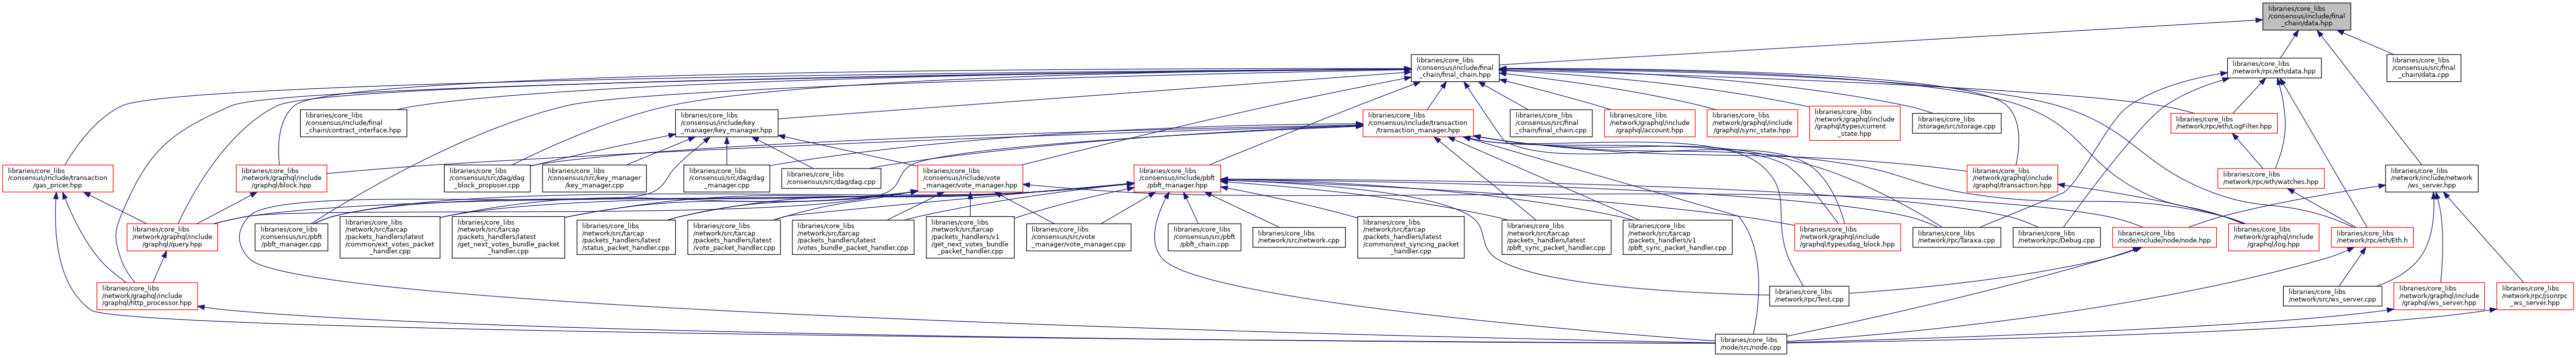 libraries/core_libs
/consensus/include/final
_chain/data.hpp
libraries/core_libs
/consensus/include/final
_chain/final_chain.hpp
libraries/core_libs
/network/rpc/eth/data.hpp
libraries/core_libs
/consensus/src/final
_chain/data.cpp
libraries/core_libs
/consensus/include/final
_chain/contract_interface.hpp
libraries/core_libs
/consensus/include/key
_manager/key_manager.hpp
libraries/core_libs
/consensus/include/transaction
/transaction_manager.hpp
libraries/core_libs
/consensus/src/final
_chain/final_chain.cpp
libraries/core_libs
/network/graphql/include
/graphql/account.hpp
libraries/core_libs
/network/graphql/include
/graphql/sync_state.hpp
libraries/core_libs
/network/graphql/include
/graphql/types/current
_state.hpp
libraries/core_libs
/storage/src/storage.cpp
libraries/core_libs
/network/rpc/eth/LogFilter.hpp
libraries/core_libs
/consensus/include/transaction
/gas_pricer.hpp
libraries/core_libs
/network/graphql/include
/graphql/block.hpp
libraries/core_libs
/consensus/src/dag/dag
_block_proposer.cpp
libraries/core_libs
/consensus/src/key_manager
/key_manager.cpp
libraries/core_libs
/consensus/src/dag/dag
_manager.cpp
libraries/core_libs
/consensus/src/dag/dag.cpp
libraries/core_libs
/consensus/include/vote
_manager/vote_manager.hpp
libraries/core_libs
/consensus/include/pbft
/pbft_manager.hpp
libraries/core_libs
/network/graphql/include
/graphql/transaction.hpp
libraries/core_libs
/network/rpc/eth/watches.hpp
libraries/core_libs
/network/include/network
/ws_server.hpp
libraries/core_libs
/network/graphql/include
/graphql/query.hpp
libraries/core_libs
/consensus/src/pbft
/pbft_manager.cpp
libraries/core_libs
/network/src/tarcap
/packets_handlers/latest
/common/ext_votes_packet
_handler.cpp
libraries/core_libs
/network/src/tarcap
/packets_handlers/latest
/get_next_votes_bundle_packet
_handler.cpp
libraries/core_libs
/network/src/tarcap
/packets_handlers/latest
/status_packet_handler.cpp
libraries/core_libs
/network/src/tarcap
/packets_handlers/latest
/vote_packet_handler.cpp
libraries/core_libs
/network/src/tarcap
/packets_handlers/latest
/votes_bundle_packet_handler.cpp
libraries/core_libs
/network/src/tarcap
/packets_handlers/v1
/get_next_votes_bundle
_packet_handler.cpp
libraries/core_libs
/consensus/src/vote
_manager/vote_manager.cpp
libraries/core_libs
/consensus/src/pbft
/pbft_chain.cpp
libraries/core_libs
/network/src/network.cpp
libraries/core_libs
/network/src/tarcap
/packets_handlers/latest
/common/ext_syncing_packet
_handler.cpp
libraries/core_libs
/network/src/tarcap
/packets_handlers/latest
/pbft_sync_packet_handler.cpp
libraries/core_libs
/network/src/tarcap
/packets_handlers/v1
/pbft_sync_packet_handler.cpp
libraries/core_libs
/network/graphql/include
/graphql/types/dag_block.hpp
libraries/core_libs
/network/rpc/Taraxa.cpp
libraries/core_libs
/network/rpc/Debug.cpp
libraries/core_libs
/node/include/node/node.hpp
libraries/core_libs
/network/graphql/include
/graphql/log.hpp
libraries/core_libs
/network/rpc/eth/Eth.h
libraries/core_libs
/network/graphql/include
/graphql/http_processor.hpp
libraries/core_libs
/network/rpc/Test.cpp
libraries/core_libs
/network/src/ws_server.cpp
libraries/core_libs
/network/graphql/include
/graphql/ws_server.hpp
libraries/core_libs
/network/rpc/jsonrpc
_ws_server.hpp
libraries/core_libs
/node/src/node.cpp